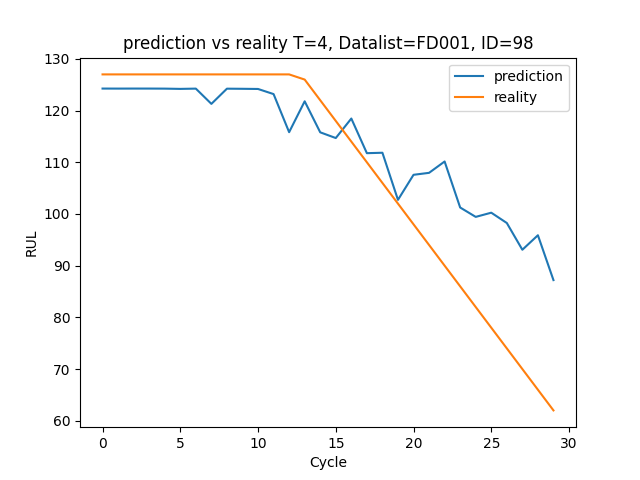 prediction vs reality T=4, Datalist=FD001, ID=98
prediction
reality
130
120
110
100
90
80
70
60
RUL
0 5 10 15 20 25 30
Cycle